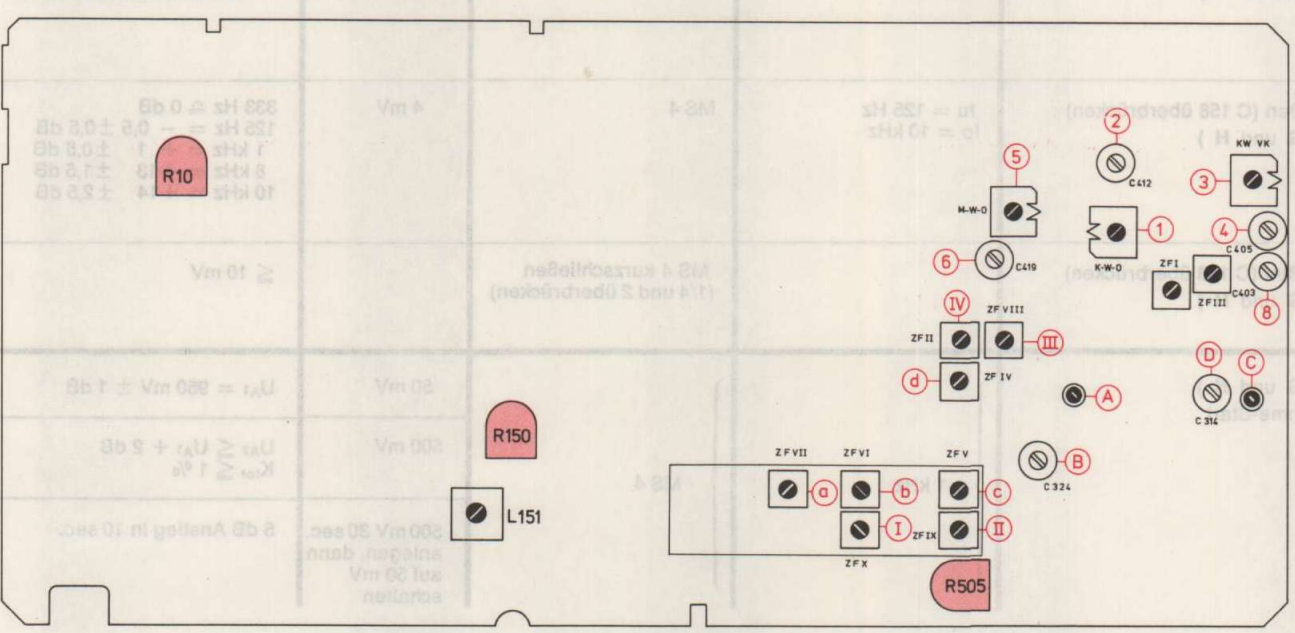 2
KW VK
5
R10
3
C412
M-W-O
1
4
C405
6
C419
K-W-O
ZF I
ZF III
C403
8
IV
ZF VIII
ZF II
III
d
ZF IV
D
C
A
C 314
R150
ZF VII
ZF VI
ZF V
B
C 324
a
b
c
L151
I
ZF IX
II
ZF X
R505
333 Hz ≙ 0 dB
4 mV
MS 4
fu = 125 Hz
fo = 10 kHz
(C 158 überbrücken)
und H )
125 Hz = – 0,5 ±0,5 dB
1 kHz
±0,5 dB
8 kHz
±1,5 dB
10 kHz
14 ±2,5 dB
≦ 10 mV
MS 4 kurzschließen
(1/4 und 2 überbrücken)
UA1 = 950 mV ± 1 dB
50 mV
UA2 ≦ UA1 + 2 dB
Ktot ≦ 1 %
500 mV
MS 4
6 dB Anstieg in 10 sec.
500 mV 20 sec.
anlegen, dann
auf 50 mV
schalten